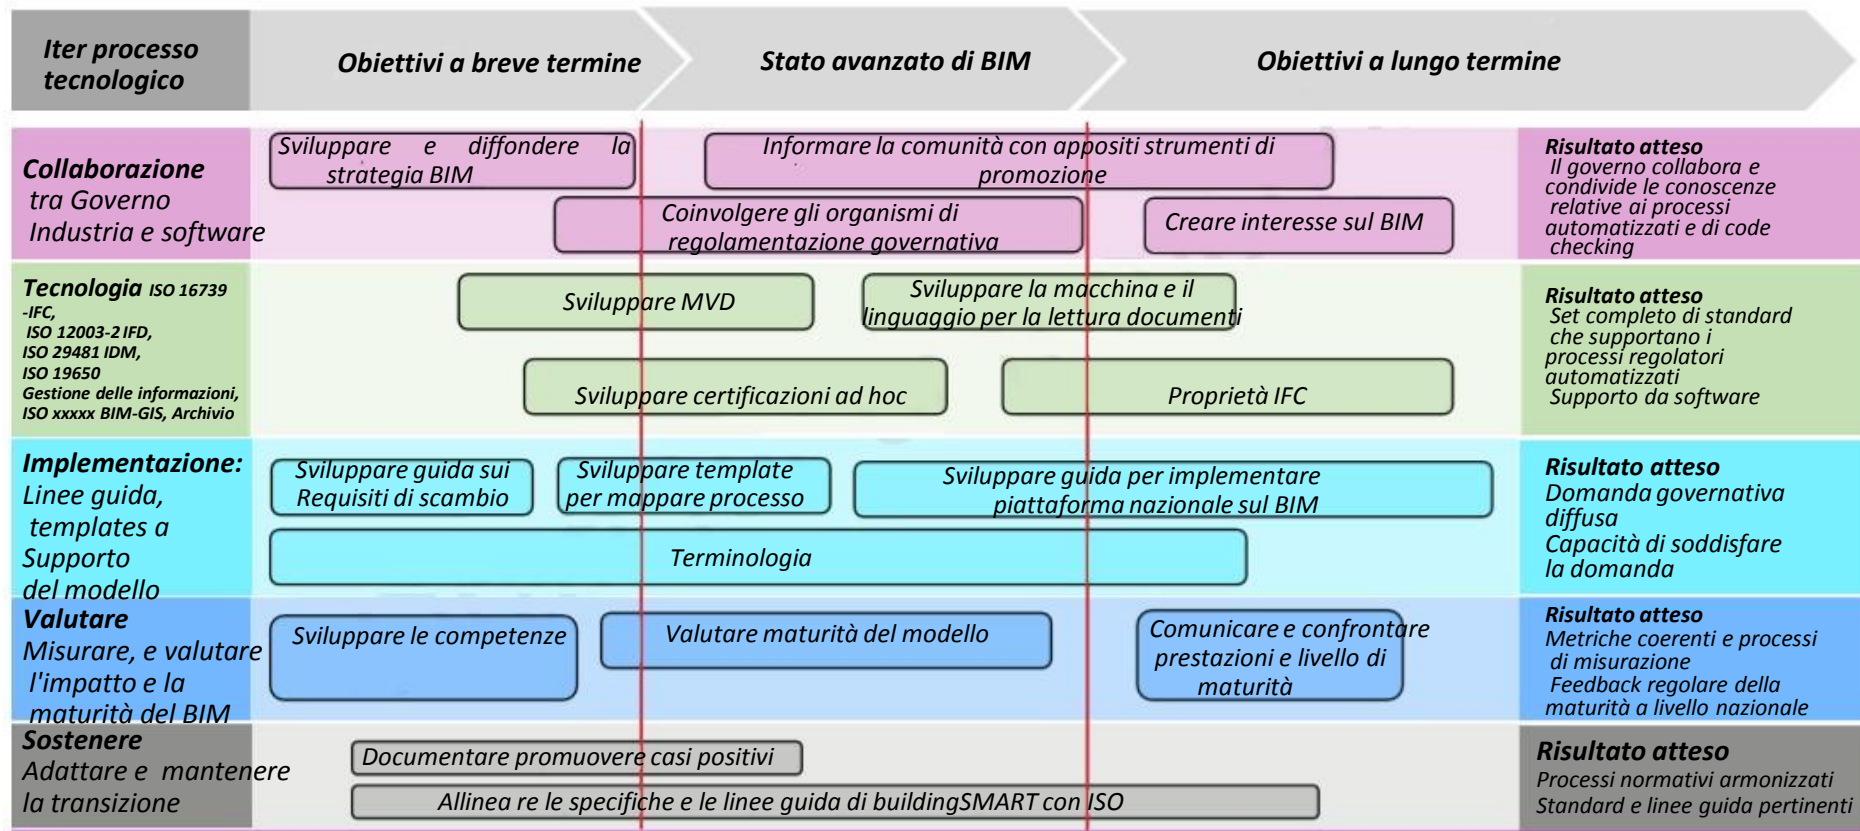 Iter processo
tecnologico
Obiettivi a breve termine
Stato avanzato di BIM
Obiettivi a lungo termine
Collaborazione
tra Governo
Industria e software
Sviluppare e diffondere la
strategia BIM
Informare la comunità con appositi strumenti di
promozione
Coinvolgere gli organismi di
regolamentazione governativa
Creare interesse sul BIM
Risultato atteso
Il governo collabora e
condivide le conoscenze
relative ai processi
automatizzati e di code
checking
Tecnologia ISO 16739
-IFC,
ISO 12003-2 IFD,
ISO 29481 IDM,
ISO 19650
Gestione delle informazioni,
ISO xxxxx BIM-GIS, Archivio
Sviluppare MVD
Sviluppare la macchina e il
linguaggio per la lettura documenti
Sviluppare certificazioni ad hoc
Proprietà IFC
Risultato atteso
Set completo di standard
che supportano i
processi regolatori
automatizzati
Supporto da software
Implementazione:
Linee guida,
templates a
Supporto
del modello
Sviluppare guida sui
Requisiti di scambio
Sviluppare template
per mappare processo
Sviluppare guida per implementare
piattaforma nazionale sul BIM
Terminologia
Risultato atteso
Domanda governativa
diffusa
Capacità di soddisfare
la domanda
Valutare
Misurare, e valutare
l'impatto e la
maturità del BIM
Sviluppare le competenze
Valutare maturità del modello
Comunicare e confrontare
prestazioni e livello di
maturità
Risultato atteso
Metriche coerenti e processi
di misurazione
Feedback regolare della
maturità a livello nazionale
Sostenere
Adattare e mantenere
la transizione
Documentare promuovere casi positivi
Allinea re le specifiche e le linee guida di buildingSMART con ISO
Risultato atteso
Processi normativi armonizzati
Standard e linee guida pertinenti